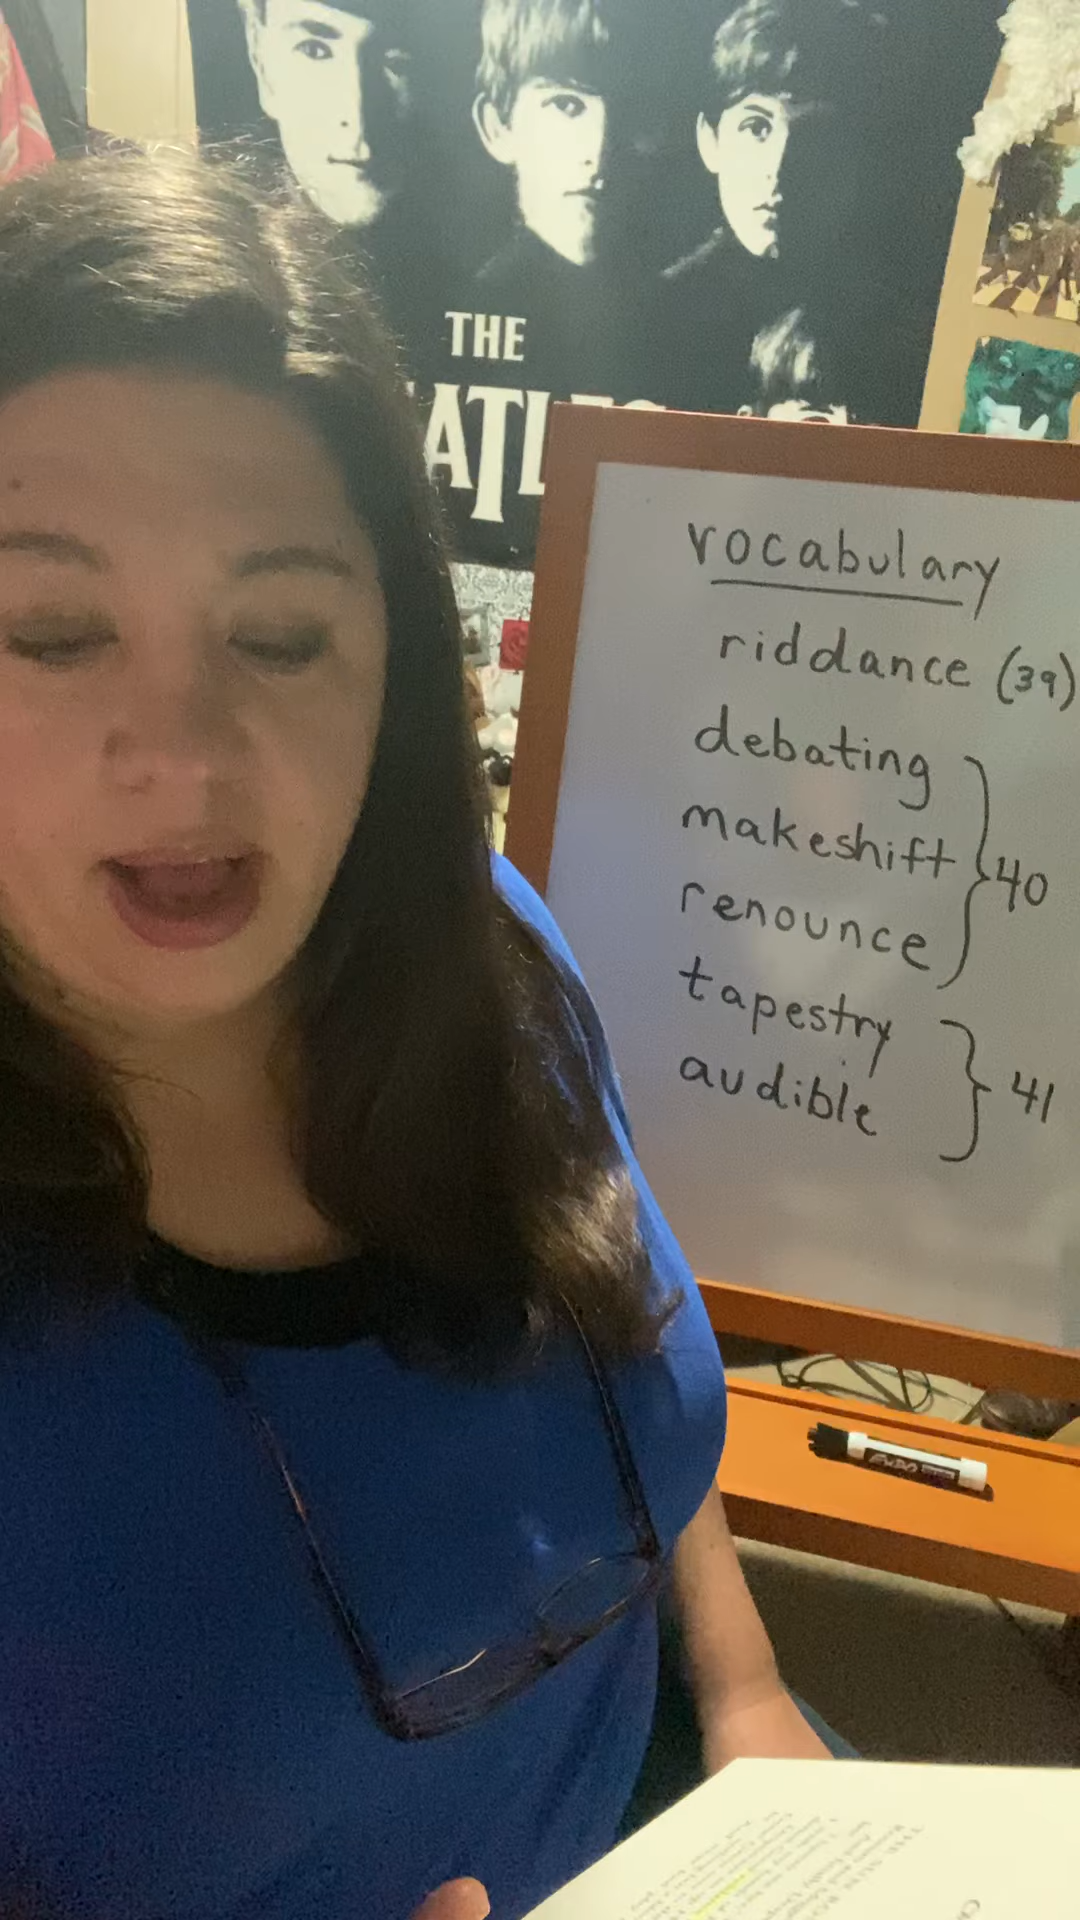 THE
vocabulary
riddance (39)
debating
makeshift
renounce
40
tapestry
audible
41
EXPO